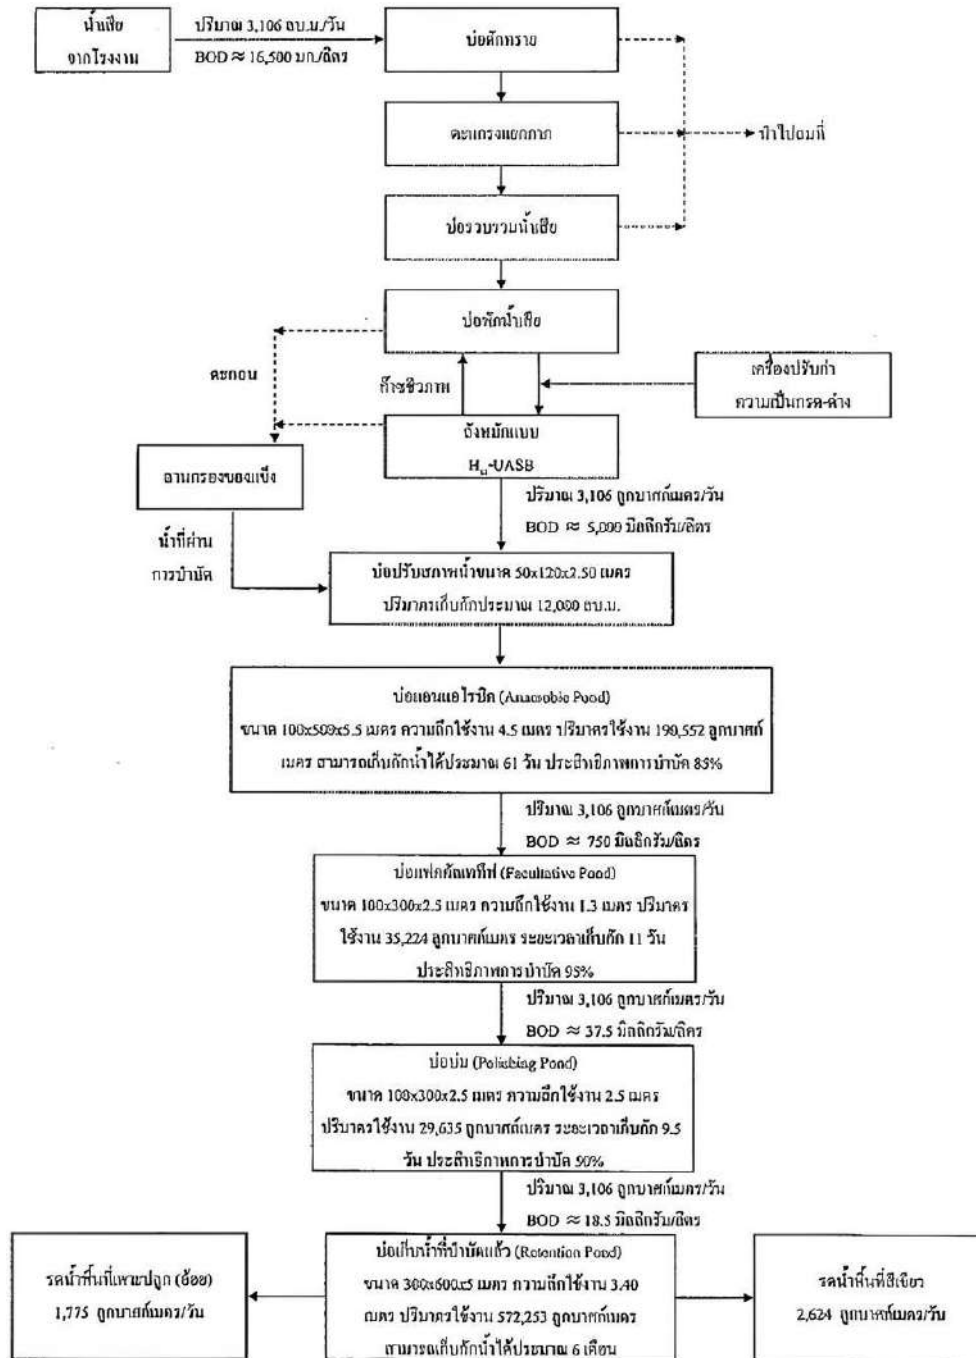 น้ำเสีย
จากโรงงาน
ปริมาณ 3,106 ลบ.ม./วัน
BOD ≈ 16,500 มก./ลิตร
บ่อดักทราย
ตะแกรงแยกกาก
นำไปถมที่
บ่อรวบรวมน้ำเสีย
บ่อพักน้ำเสีย
ตะกอน
ก๊าซชีวภาพ
เครื่องปรับค่า
ความเป็นกรด-ด่าง
ถังหมักแบบ
-UASB
ลานกรองของแข็ง
ปริมาณ 3,106 ลูกบาศก์เมตร/วัน
BOD ≈ 5,000 มิลลิกรัม/ลิตร
น้ำที่ผ่าน
การบำบัด
บ่อปรับสภาพน้ำขนาด 50x120x2.50 เมตร
ปริมาตรเก็บกักประมาณ 12,000 ลบ.ม.
บ่อแอนแอโรบิก (Anaerobic Pond)
ขนาด 100x509x5.5 เมตร ความลึกใช้งาน 4.5 เมตร ปริมาตรใช้งาน 190,552 ลูกบาศก์
เมตร สามารถเก็บกักน้ำได้ประมาณ 61 วัน ประสิทธิภาพการบำบัด 85%
ปริมาณ 3,106 ลูกบาศก์เมตร/วัน
BOD ≈ 750 มิลลิกรัม/ลิตร
บ่อแฟคคัลเททีฟ (Facultative Pond)
ขนาด 100x300x2.5 เมตร ความลึกใช้งาน 1.3 เมตร ปริมาตร
ใช้งาน 35,224 ลูกบาศก์เมตร ระยะเวลาเก็บกัก 11 วัน
ประสิทธิภาพการบำบัด 95%
ปริมาณ 3,106 ลูกบาศก์เมตร/วัน
BOD ≈ 37.5 มิลลิกรัม/ลิตร
บ่อบ่ม (Polishing Pond)
ขนาด 100x300x2.5 เมตร ความลึกใช้งาน 2.5 เมตร
ปริมาตรใช้งาน 29,635 ลูกบาศก์เมตร ระยะเวลาเก็บกัก 9.5
วัน ประสิทธิภาพการบำบัด 50%
ปริมาณ 3,106 ลูกบาศก์เมตร/วัน
BOD ≈ 18.5 มิลลิกรัม/ลิตร
รดน้ำพื้นที่เพาะปลูก (อ้อย)
1,775 ลูกบาศก์เมตร/วัน
บ่อเก็บน้ำที่บำบัดแล้ว (Retention Pond)
ขนาด 300x600x5 เมตร ความลึกใช้งาน 3.40
เมตร ปริมาตรใช้งาน 572,253 ลูกบาศก์เมตร
สามารถเก็บกักน้ำได้ประมาณ 6 เดือน
รดน้ำพื้นที่สีเขียว
2,624 ลูกบาศก์เมตร/วัน